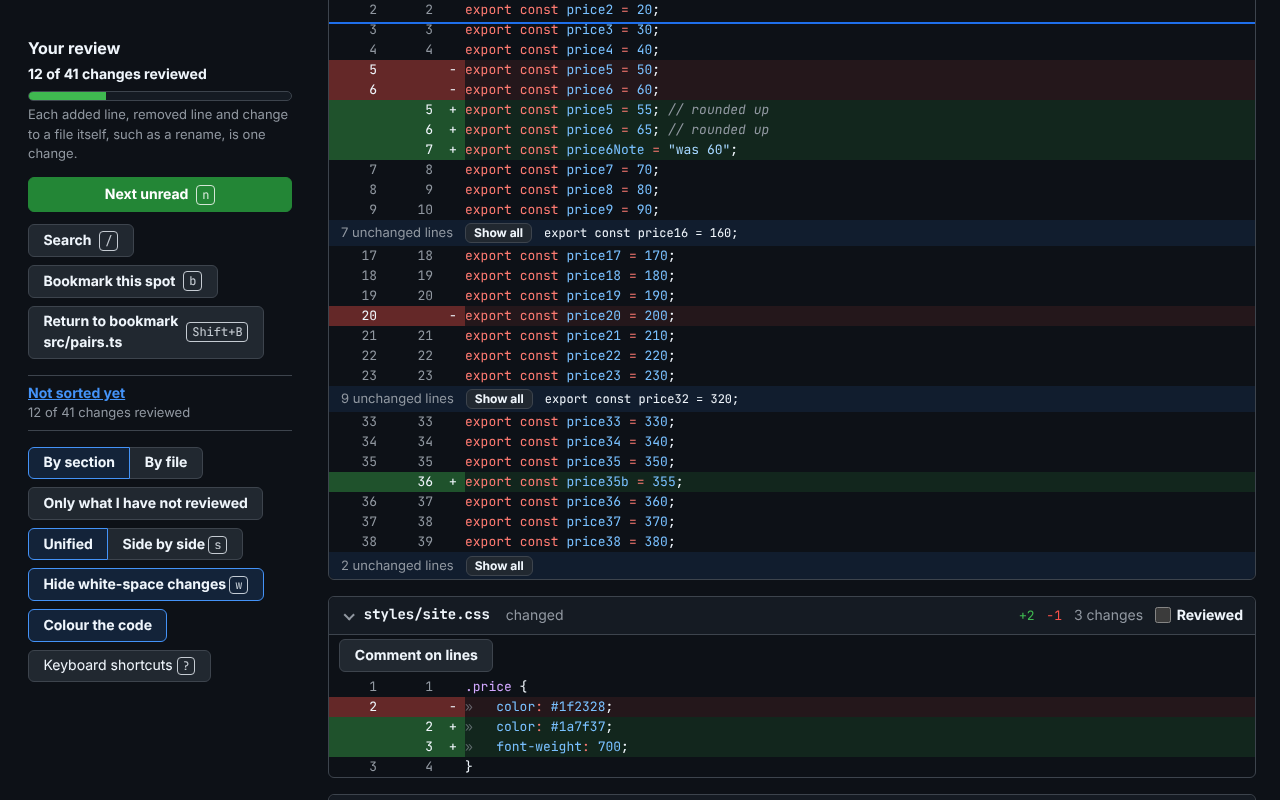 Your review
12 of 41 changes reviewed
Each added line, removed line and change
to a file itself, such as a rename, is one
change.
Next unread n
Search /
Bookmark this spot b
Return to bookmark
src/pairs.ts Shift+B
Not sorted yet
12 of 41 changes reviewed
By section By file
Only what I have not reviewed
Unified Side by side s
Hide white-space changes w
Colour the code
Keyboard shortcuts ?
2 2 export const price2 = 20;
3 3 export const price3 = 30;
4 4 export const price4 = 40;
5 - export const price5 = 50;
6 - export const price6 = 60;
5 + export const price5 = 55; // rounded up
6 + export const price6 = 65; // rounded up
7 + export const price6Note = "was 60";
7 8 export const price7 = 70;
8 9 export const price8 = 80;
9 10 export const price9 = 90;
7 unchanged lines Show all export const price16 = 160;
17 18 export const price17 = 170;
18 19 export const price18 = 180;
19 20 export const price19 = 190;
20 - export const price20 = 200;
21 21 export const price21 = 210;
22 22 export const price22 = 220;
23 23 export const price23 = 230;
9 unchanged lines Show all export const price32 = 320;
33 33 export const price33 = 330;
34 34 export const price34 = 340;
35 35 export const price35 = 350;
36 + export const price35b = 355;
36 37 export const price36 = 360;
37 38 export const price37 = 370;
38 39 export const price38 = 380;
2 unchanged lines Show all
styles/site.css changed +2 -1 3 changes Reviewed
Comment on lines
1 1 .price {
2 - » color: #1f2328;
2 + » color: #1a7f37;
3 + » font-weight: 700;
3 4 }